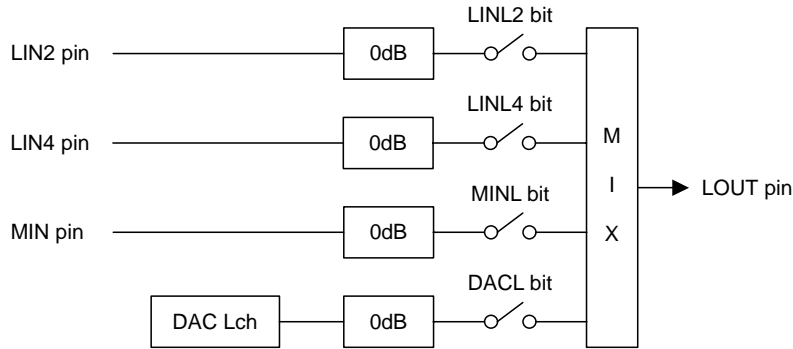 LINL2 bit
LIN2 pin
0dB
LINL4 bit
LIN4 pin
0dB
MINL bit
MIN pin
0dB
DACL bit
DAC Lch
0dB
M
I
X
LOUT pin